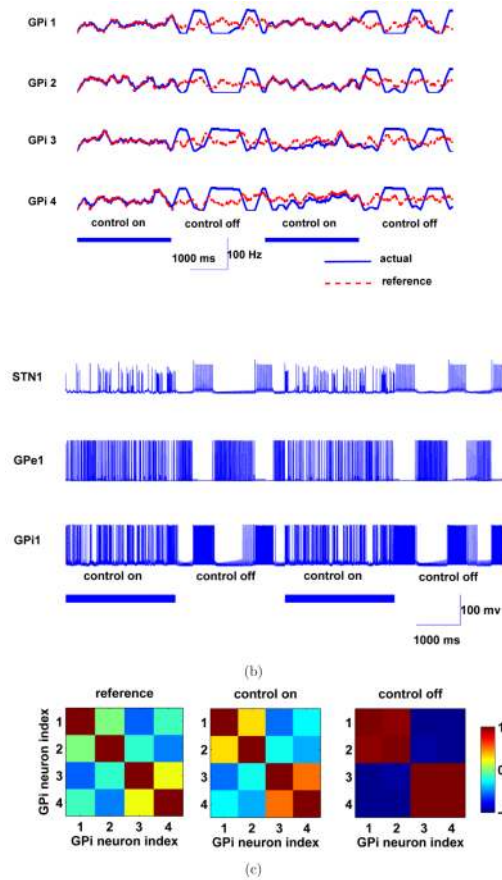 GPi 1
GPi 2
GPi 3
GPi 4
control on control off control on control off
1000 ms 100 Hz
actual
reference
STN1
GPe1
GPi1
control on control off control on control off
100 mv
1000 ms
(b)
reference control on control off
GPi neuron index
1
2
3
4
1 2 3 4
GPi neuron index
1
2
3
4
1 2 3 4
GPi neuron index
1
2
3
4
1 2 3 4
GPi neuron index
1
(c)